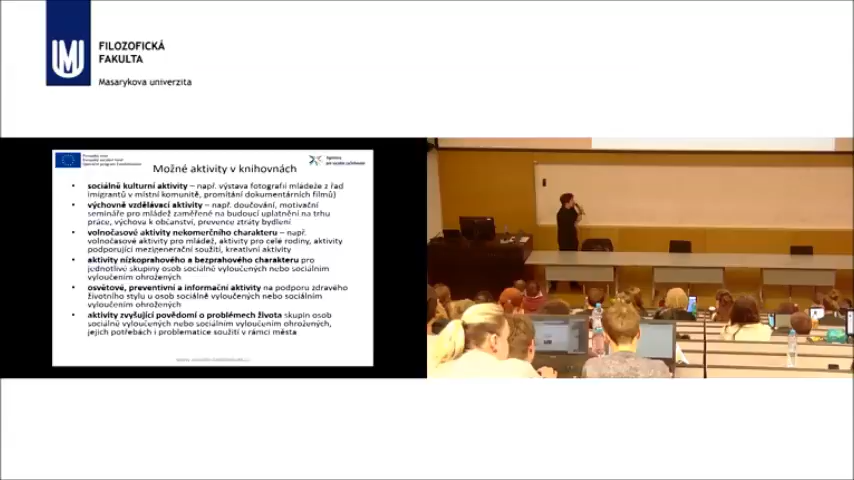 FILOZOFICKÁ
FAKULTA
Masarykova univerzita
Možné aktivity v knihovnách
• sociálně kulturní aktivity – např. výstava fotografií mládeže z řad
imigrantů v místní komunitě, promítání dokumentárních filmů)
• výchovně vzdělávací aktivity – např. doučování, motivační
semináře pro mládež zaměřené na budoucí uplatnění na trhu
práce, výchova k občanství, prevence ztráty bydlení
• volnočasové aktivity nekomerčního charakteru – např.
volnočasové aktivity pro mládež, aktivity pro celé rodiny, aktivity
podporující mezigenerační soužití, kreativní aktivity
• aktivity nízkoprahového a bezprahového charakteru pro
jednotlivé skupiny osob sociálně vyloučených nebo sociálním
vyloučením ohrožených
• osvětové, preventivní a informační aktivity na podporu zdravého
životního stylu u osob sociálně vyloučených nebo sociálním
vyloučením ohrožených
• aktivity zvyšující povědomí o problémech života skupin osob
sociálně vyloučených nebo sociálním vyloučením ohrožených,
jejich potřebách i problematice soužití v rámci města